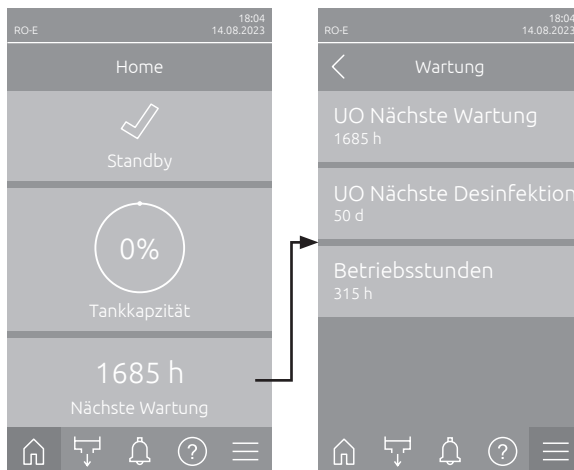 18:04
RO-E 14.08.2023
Home
Standby
0%
Tankkapzität
1685 h
Nächste Wartung
?
18:04
RO-E 14.08.2023
Wartung
UO Nächste Wartung
1685 h
UO Nächste Desinfektion
50 d
Betriebsstunden
315 h
?